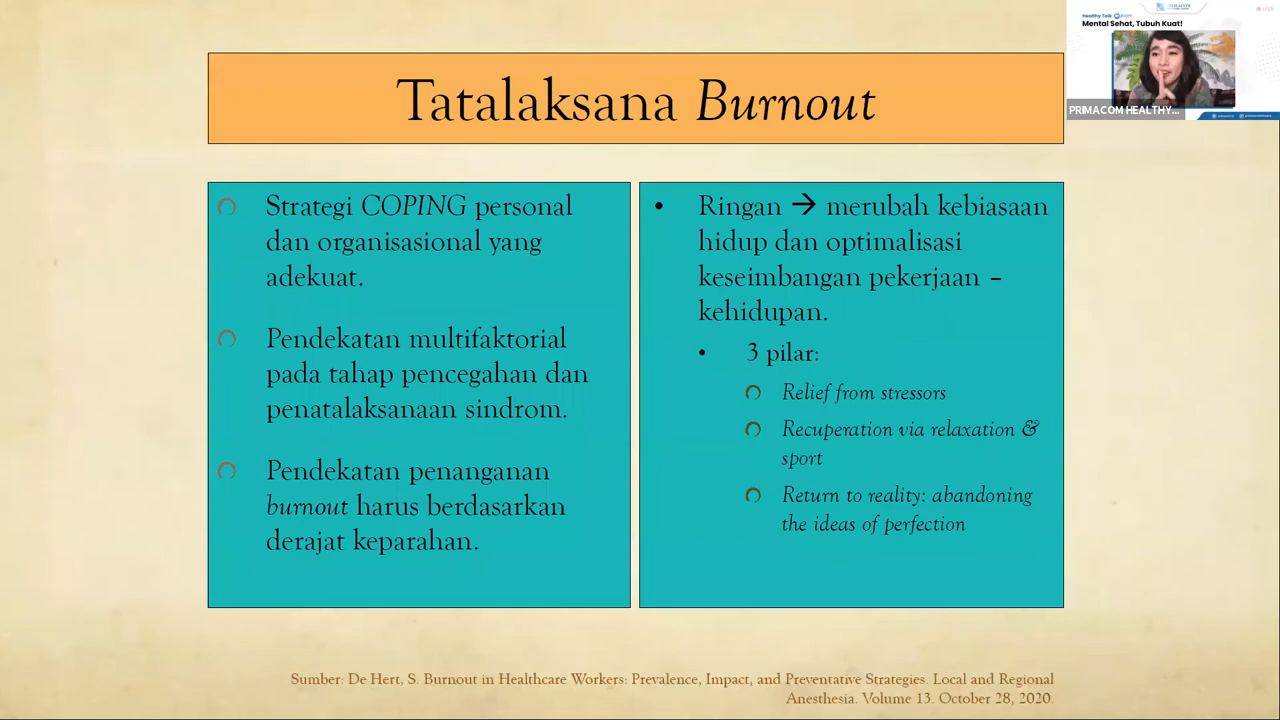 Tatalaksana Burnout
Strategi COPING personal
dan organisasional yang
adekuat.
Pendekatan multifaktorial
pada tahap pencegahan dan
penatalaksanaan sindrom.
Pendekatan penanganan
burnout harus berdasarkan
derajat keparahan.
• Ringan → merubah kebiasaan
hidup dan optimalisasi
keseimbangan pekerjaan –
kehidupan.
• 3 pilar:
Relief from stressors
Recuperation via relaxation &
sport
Return to reality: abandoning
the ideas of perfection
Sumber: De Hert, S. Burnout in Healthcare Workers: Prevalence, Impact, and Preventative Strategies. Local and Regional
Anesthesia. Volume 13. October 28, 2020.
Healthy Talk
Mental Sehat, Tubuh Kuat!
PRIMACOM HEALTHY...